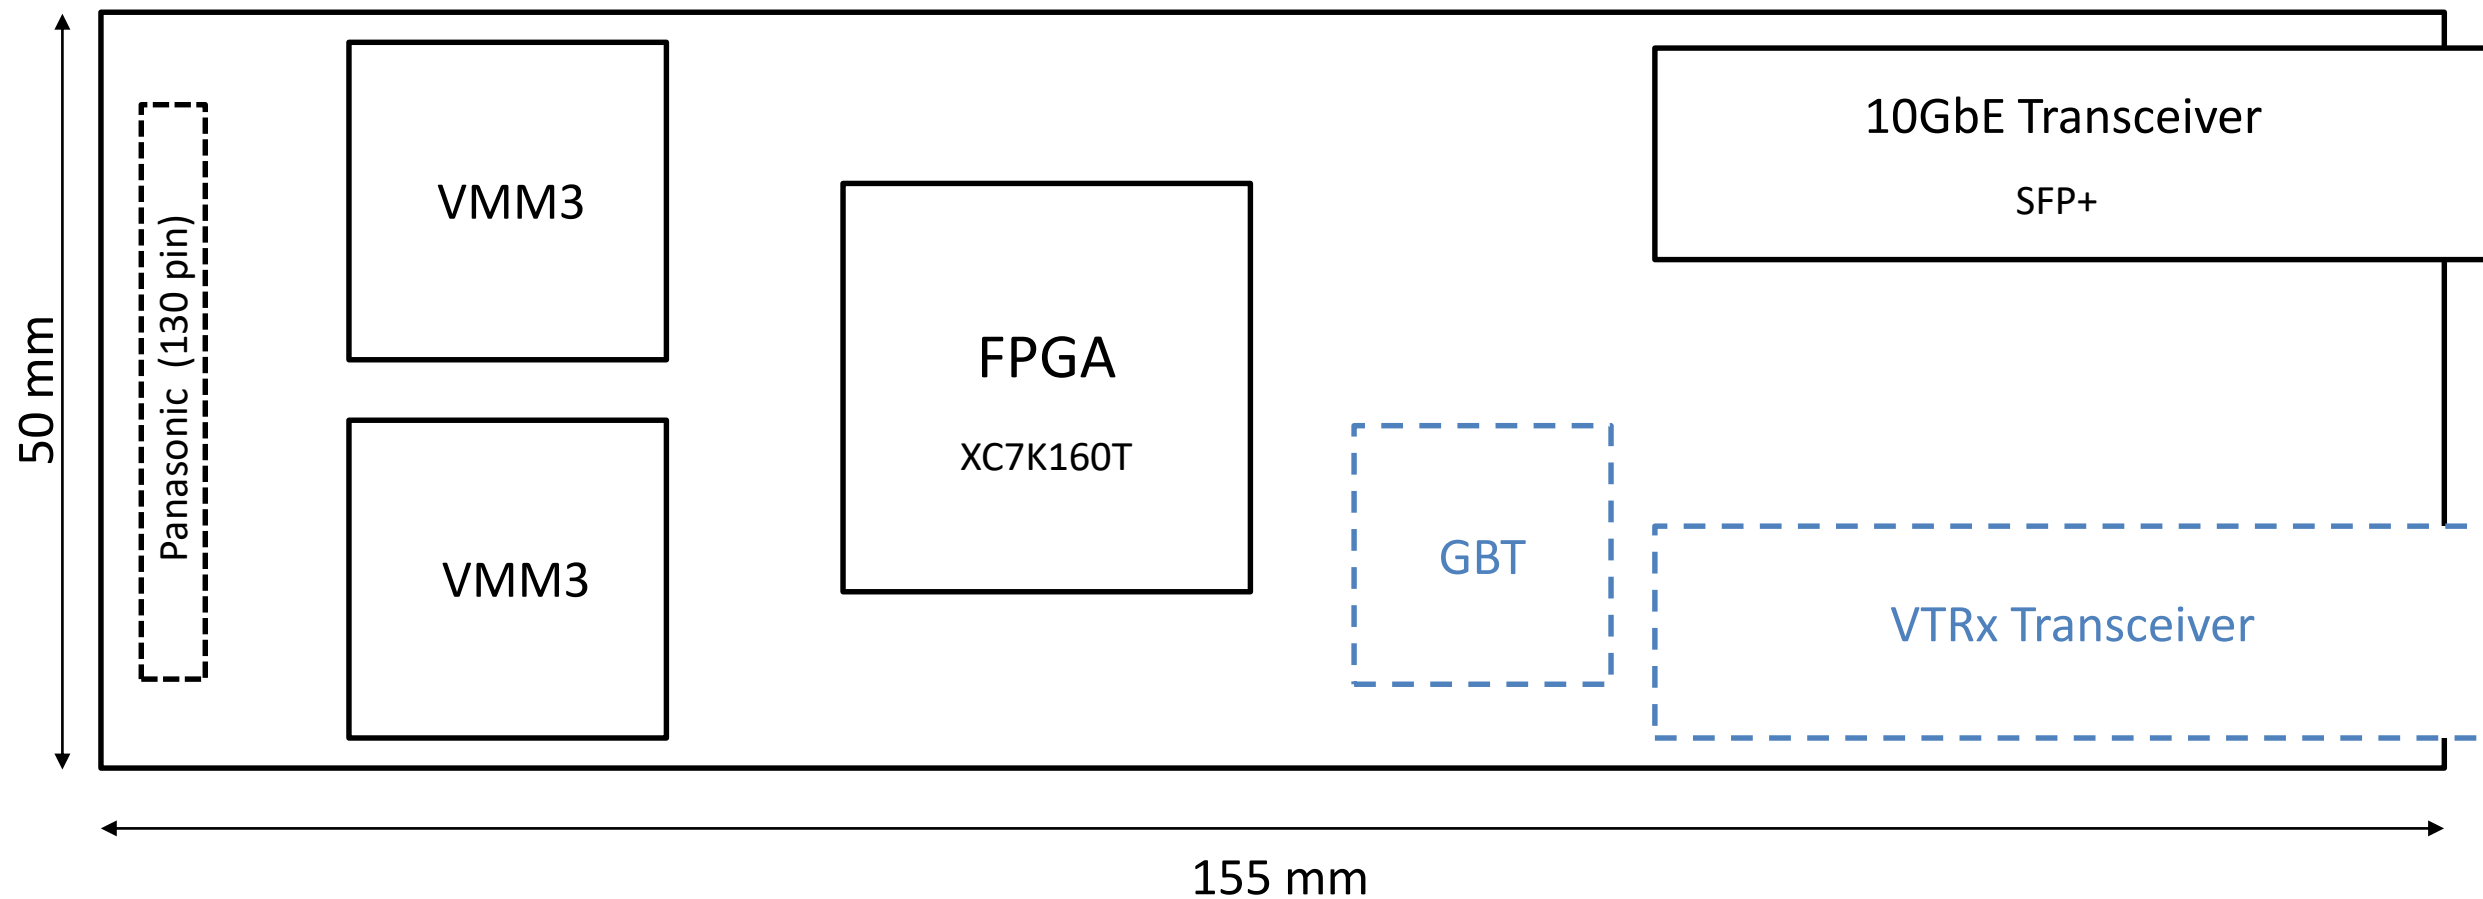 50 mm
Panasonic (130 pin)
VMM3
VMM3
FPGA
XC7K160T
10GbE Transceiver
SFP+
GBT
VTRx Transceiver
155 mm